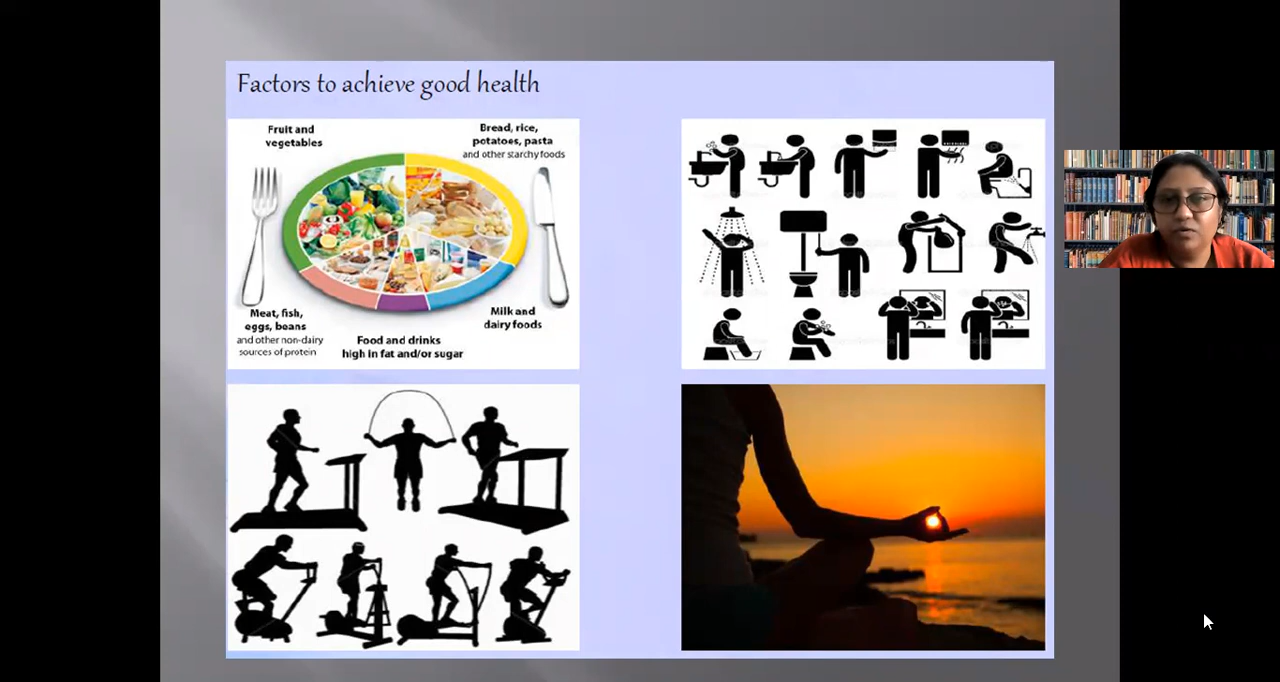 Factors to achieve good health
Fruit and
vegetables
Bread, rice,
potatoes, pasta
and other starchy foods
Meat, fish,
eggs, beans
and other non-dairy
sources of protein
Food and drinks
high in fat and/or sugar
Milk and
dairy foods